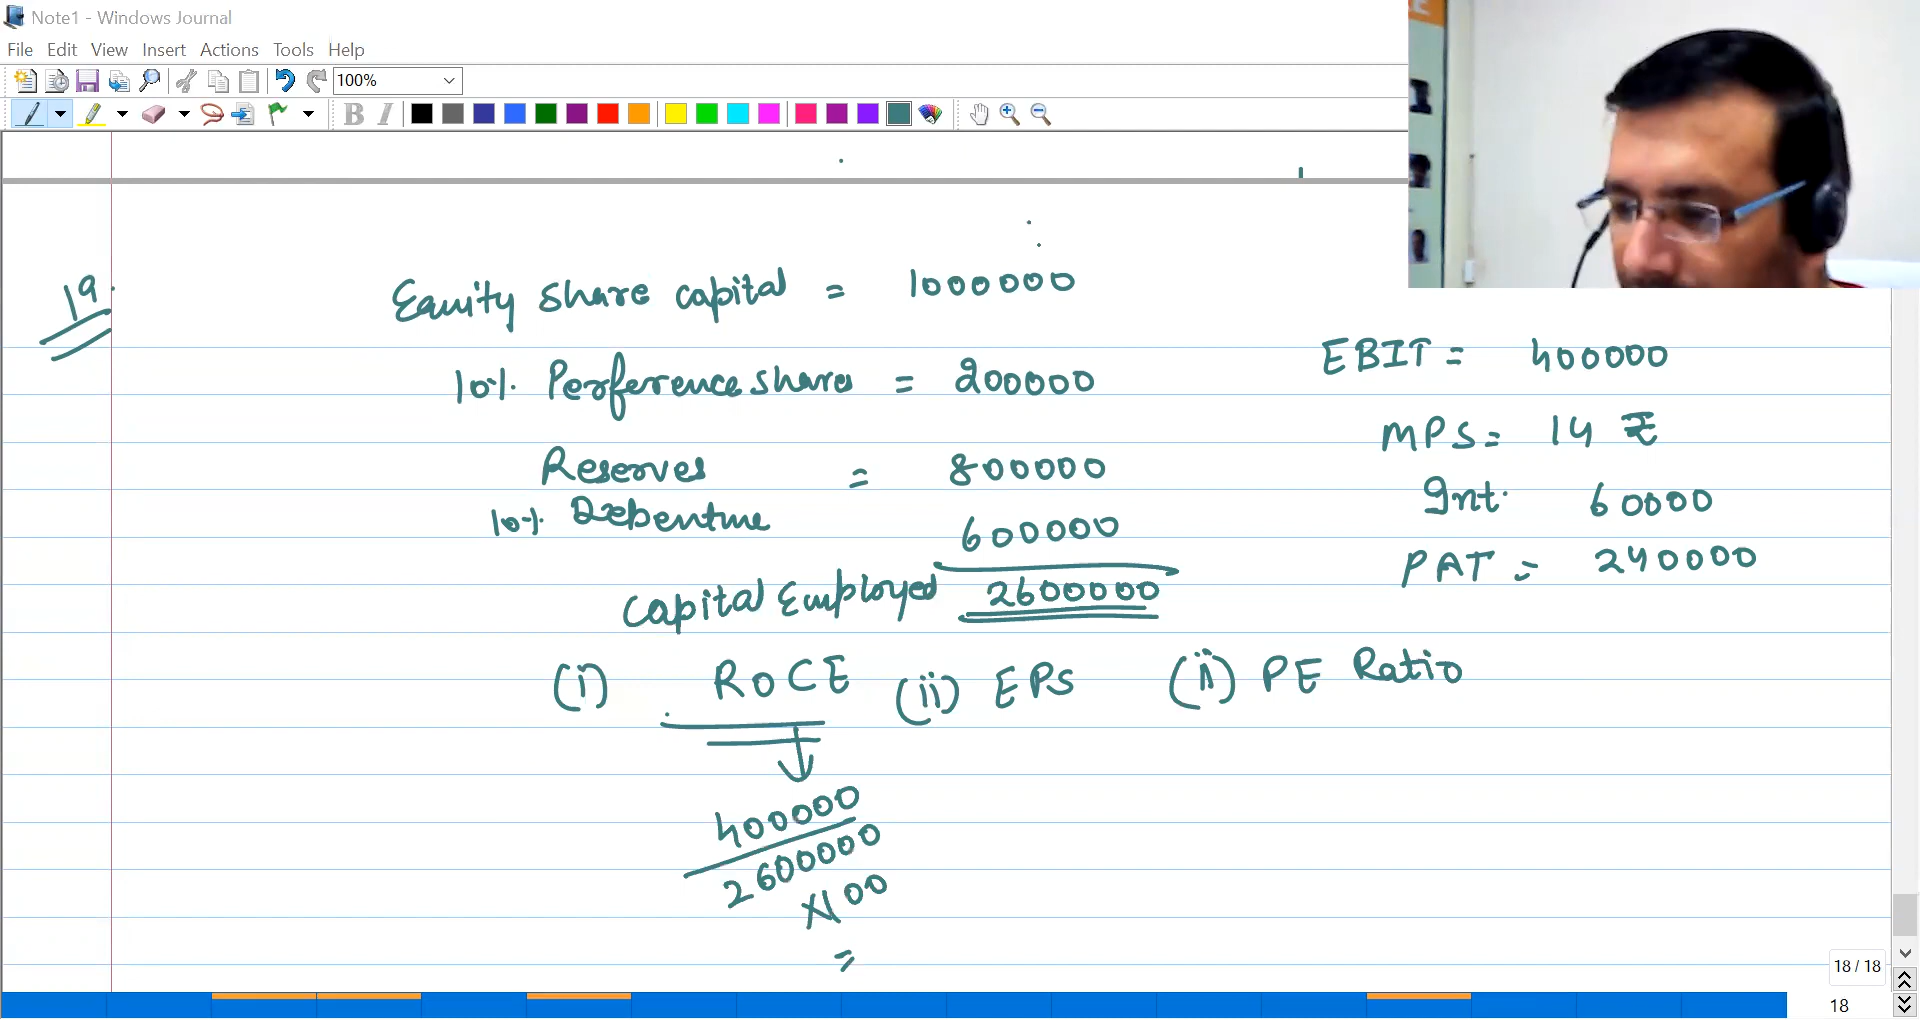 Note1 - Windows Journal
File Edit View Insert Actions Tools Help
100%
B I
19.
Equity share capital = 1000000
10% Perference share = 200000
Reserves = 800000
10% Debenture 600000
Capital Employed 2600000
EBIT = 400000
MPS = 14 ₹
Int. 60000
PAT = 240000
(i) ROCE (ii) EPS (ii) PE Ratio
400000
2600000
X100
=
18 / 18
18